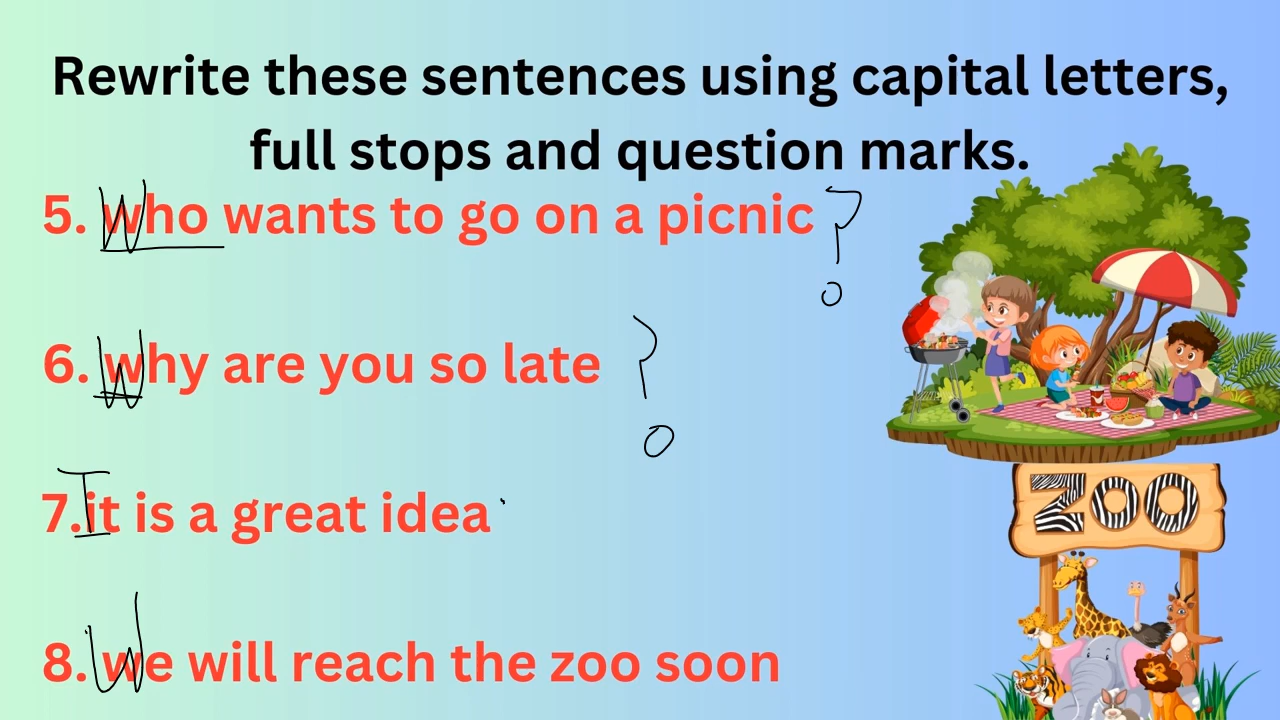 Rewrite these sentences using capital letters,
full stops and question marks.
5. Who wants to go on a picnic?
6. Why are you so late?
7.It is a great idea.
8. We will reach the zoo soon
ZOO